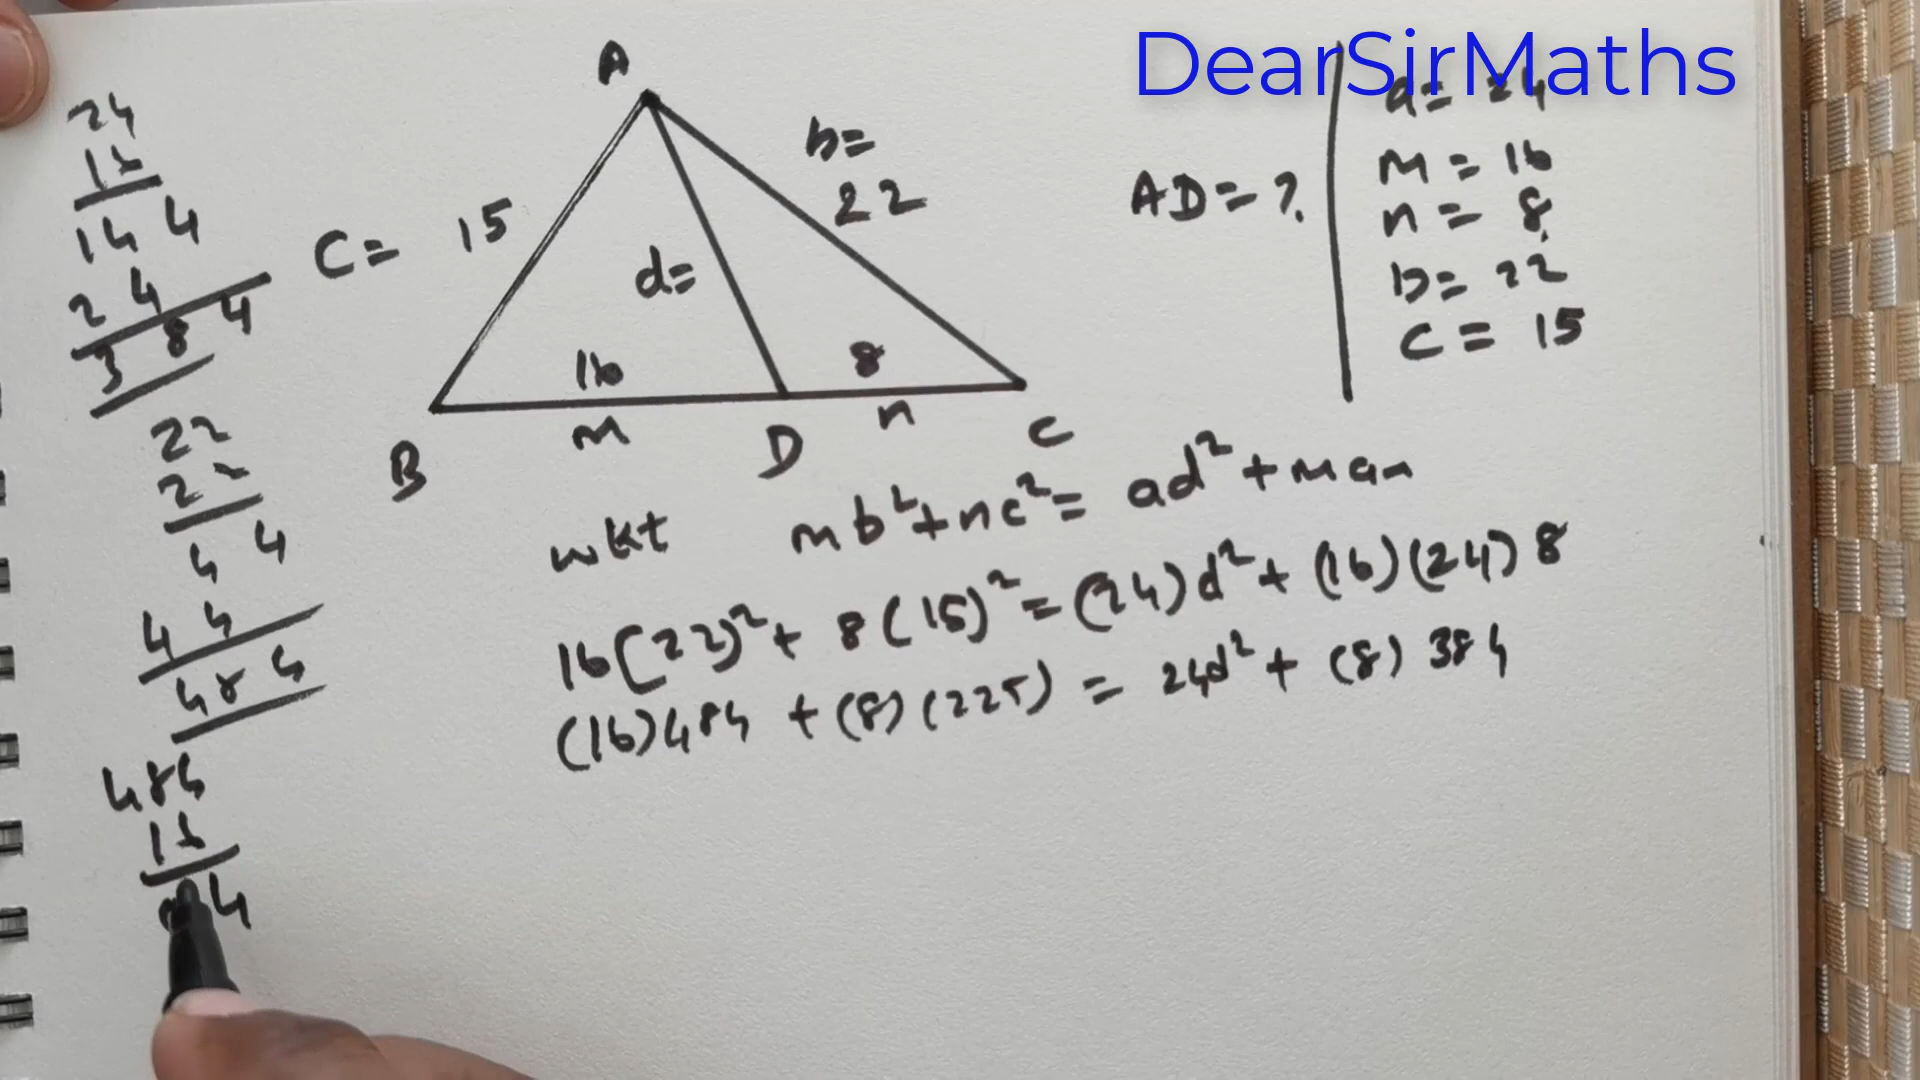 DearSirMaths
24
16
144
24
384
22
22
44
44
484
484
16
4
A
b=
22
C= 15
d=
16
8
m
n
B
D
C
AD=?
a= 24
m= 16
n= 8
b= 22
c= 15
wkt mb²+nc²= ad²+man
16(22)²+ 8(15)²=(24)d²+(16)(24)8
(16)484 +(8)(225) = 24d²+(8)384